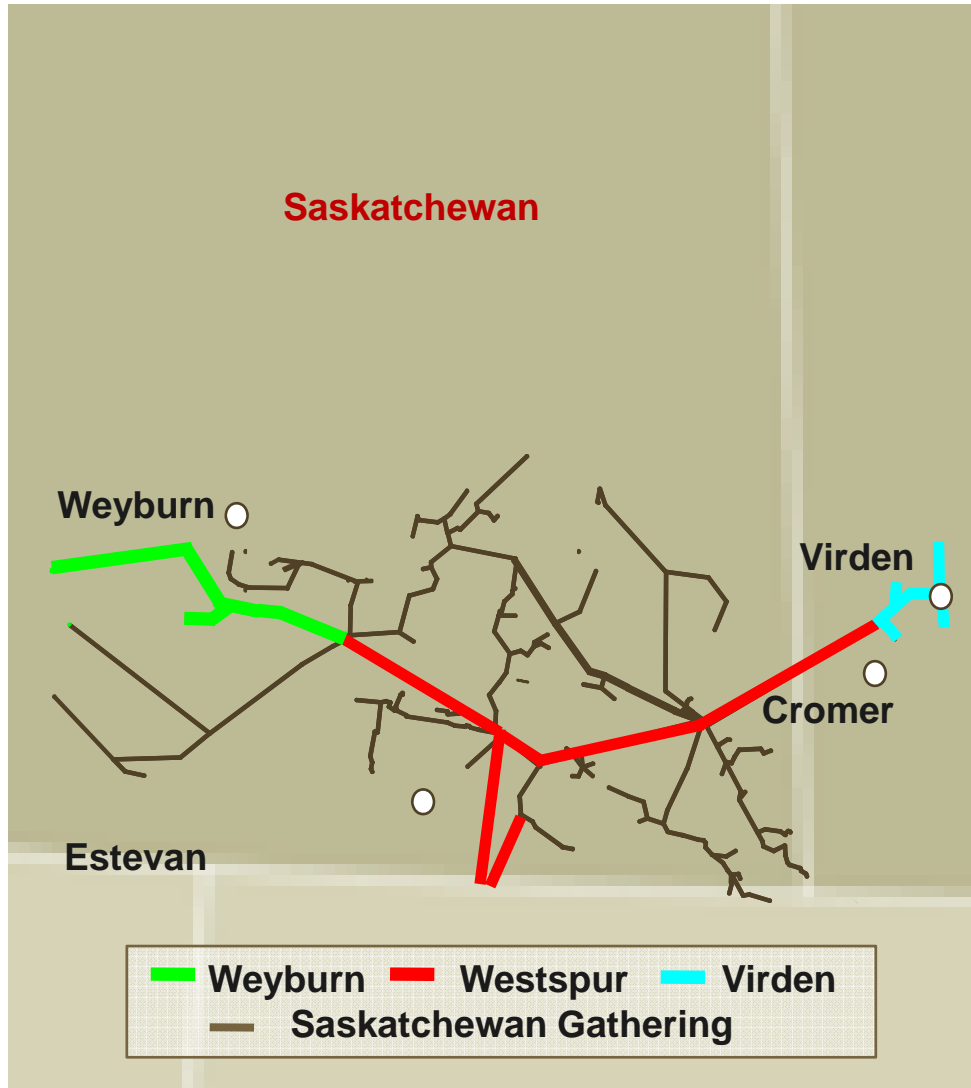 Saskatchewan
Weyburn
Virden
Cromer
Estevan
Weyburn Westspur Virden
Saskatchewan Gathering